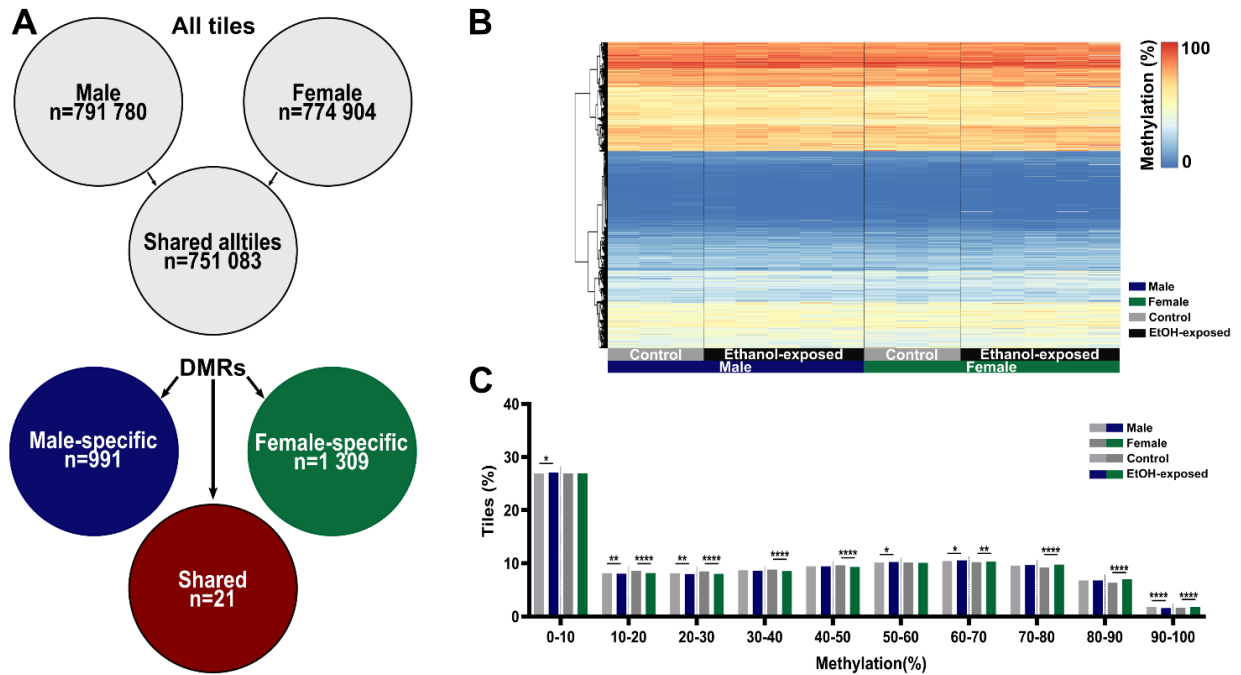 A
All tiles
Male
n=791 780
Female
n=774 904
Shared alltiles
n=751 083
DMRs
Male-specific
n=991
Female-specific
n=1 309
Shared
n=21
B
100
0
Methylation (%)
Male
Female
Control
EtOH-exposed
Control
Ethanol-exposed
Control
Ethanol-exposed
Male
Female
C
40
30
20
10
0
Tiles (%)
Male
Female
Control
EtOH-exposed
*
** ****
** ****
****
****
*
* **
****
****
**** ****
0-10 10-20 20-30 30-40 40-50 50-60 60-70 70-80 80-90 90-100
Methylation(%)